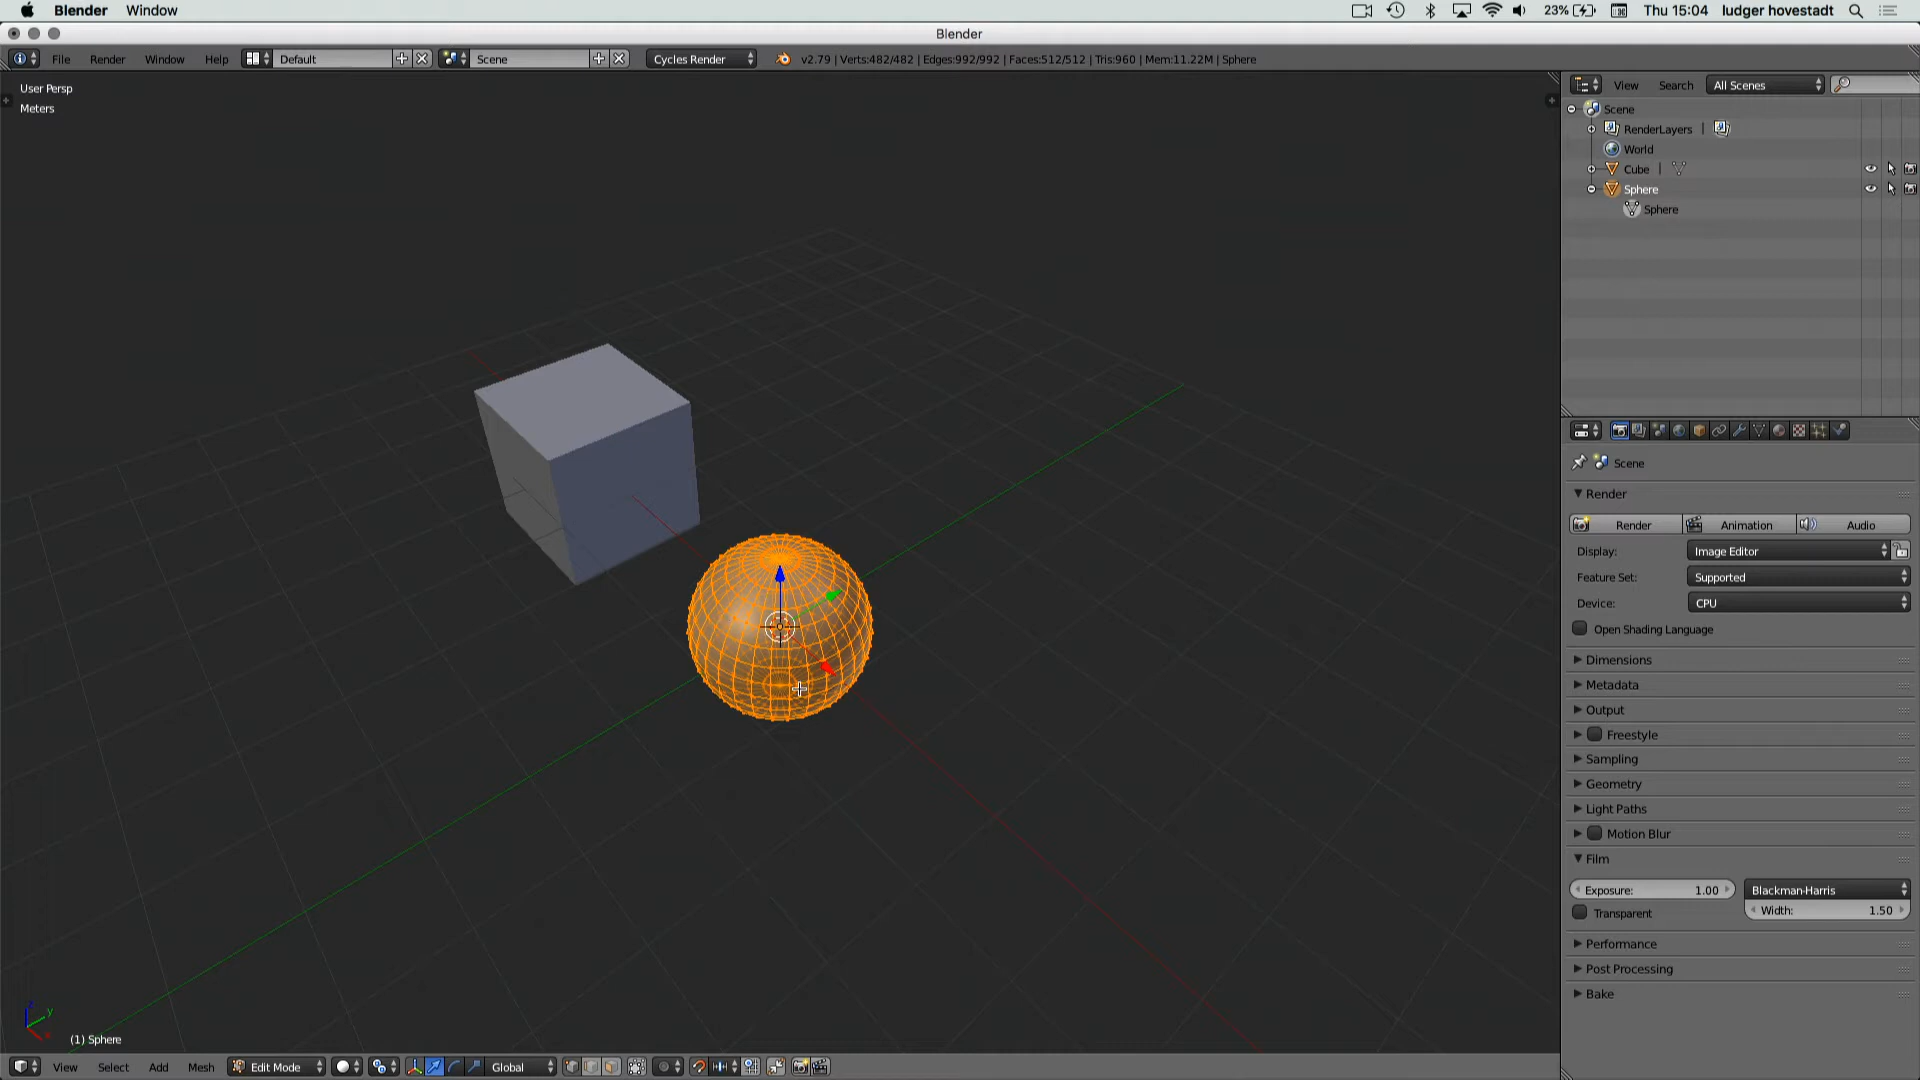 Blender Window 23% Thu 15:04 ludger hovestadt
Blender
File Render Window Help Default Scene Cycles Render v2.79 | Verts:482/482 | Edges:992/992 | Faces:512/512 | Tris:960 | Mem:11.22M | Sphere
User Persp
Meters
View Search All Scenes
Scene
RenderLayers |
World
Cube |
Sphere
Sphere
Scene
Render
Render Animation Audio
Display: Image Editor
Feature Set: Supported
Device: CPU
Open Shading Language
Dimensions
Metadata
Output
Freestyle
Sampling
Geometry
Light Paths
Motion Blur
Film
Exposure: 1.00 Blackman-Harris
Transparent Width: 1.50
Performance
Post Processing
Bake
z y x
(1) Sphere
View Select Add Mesh Edit Mode Global